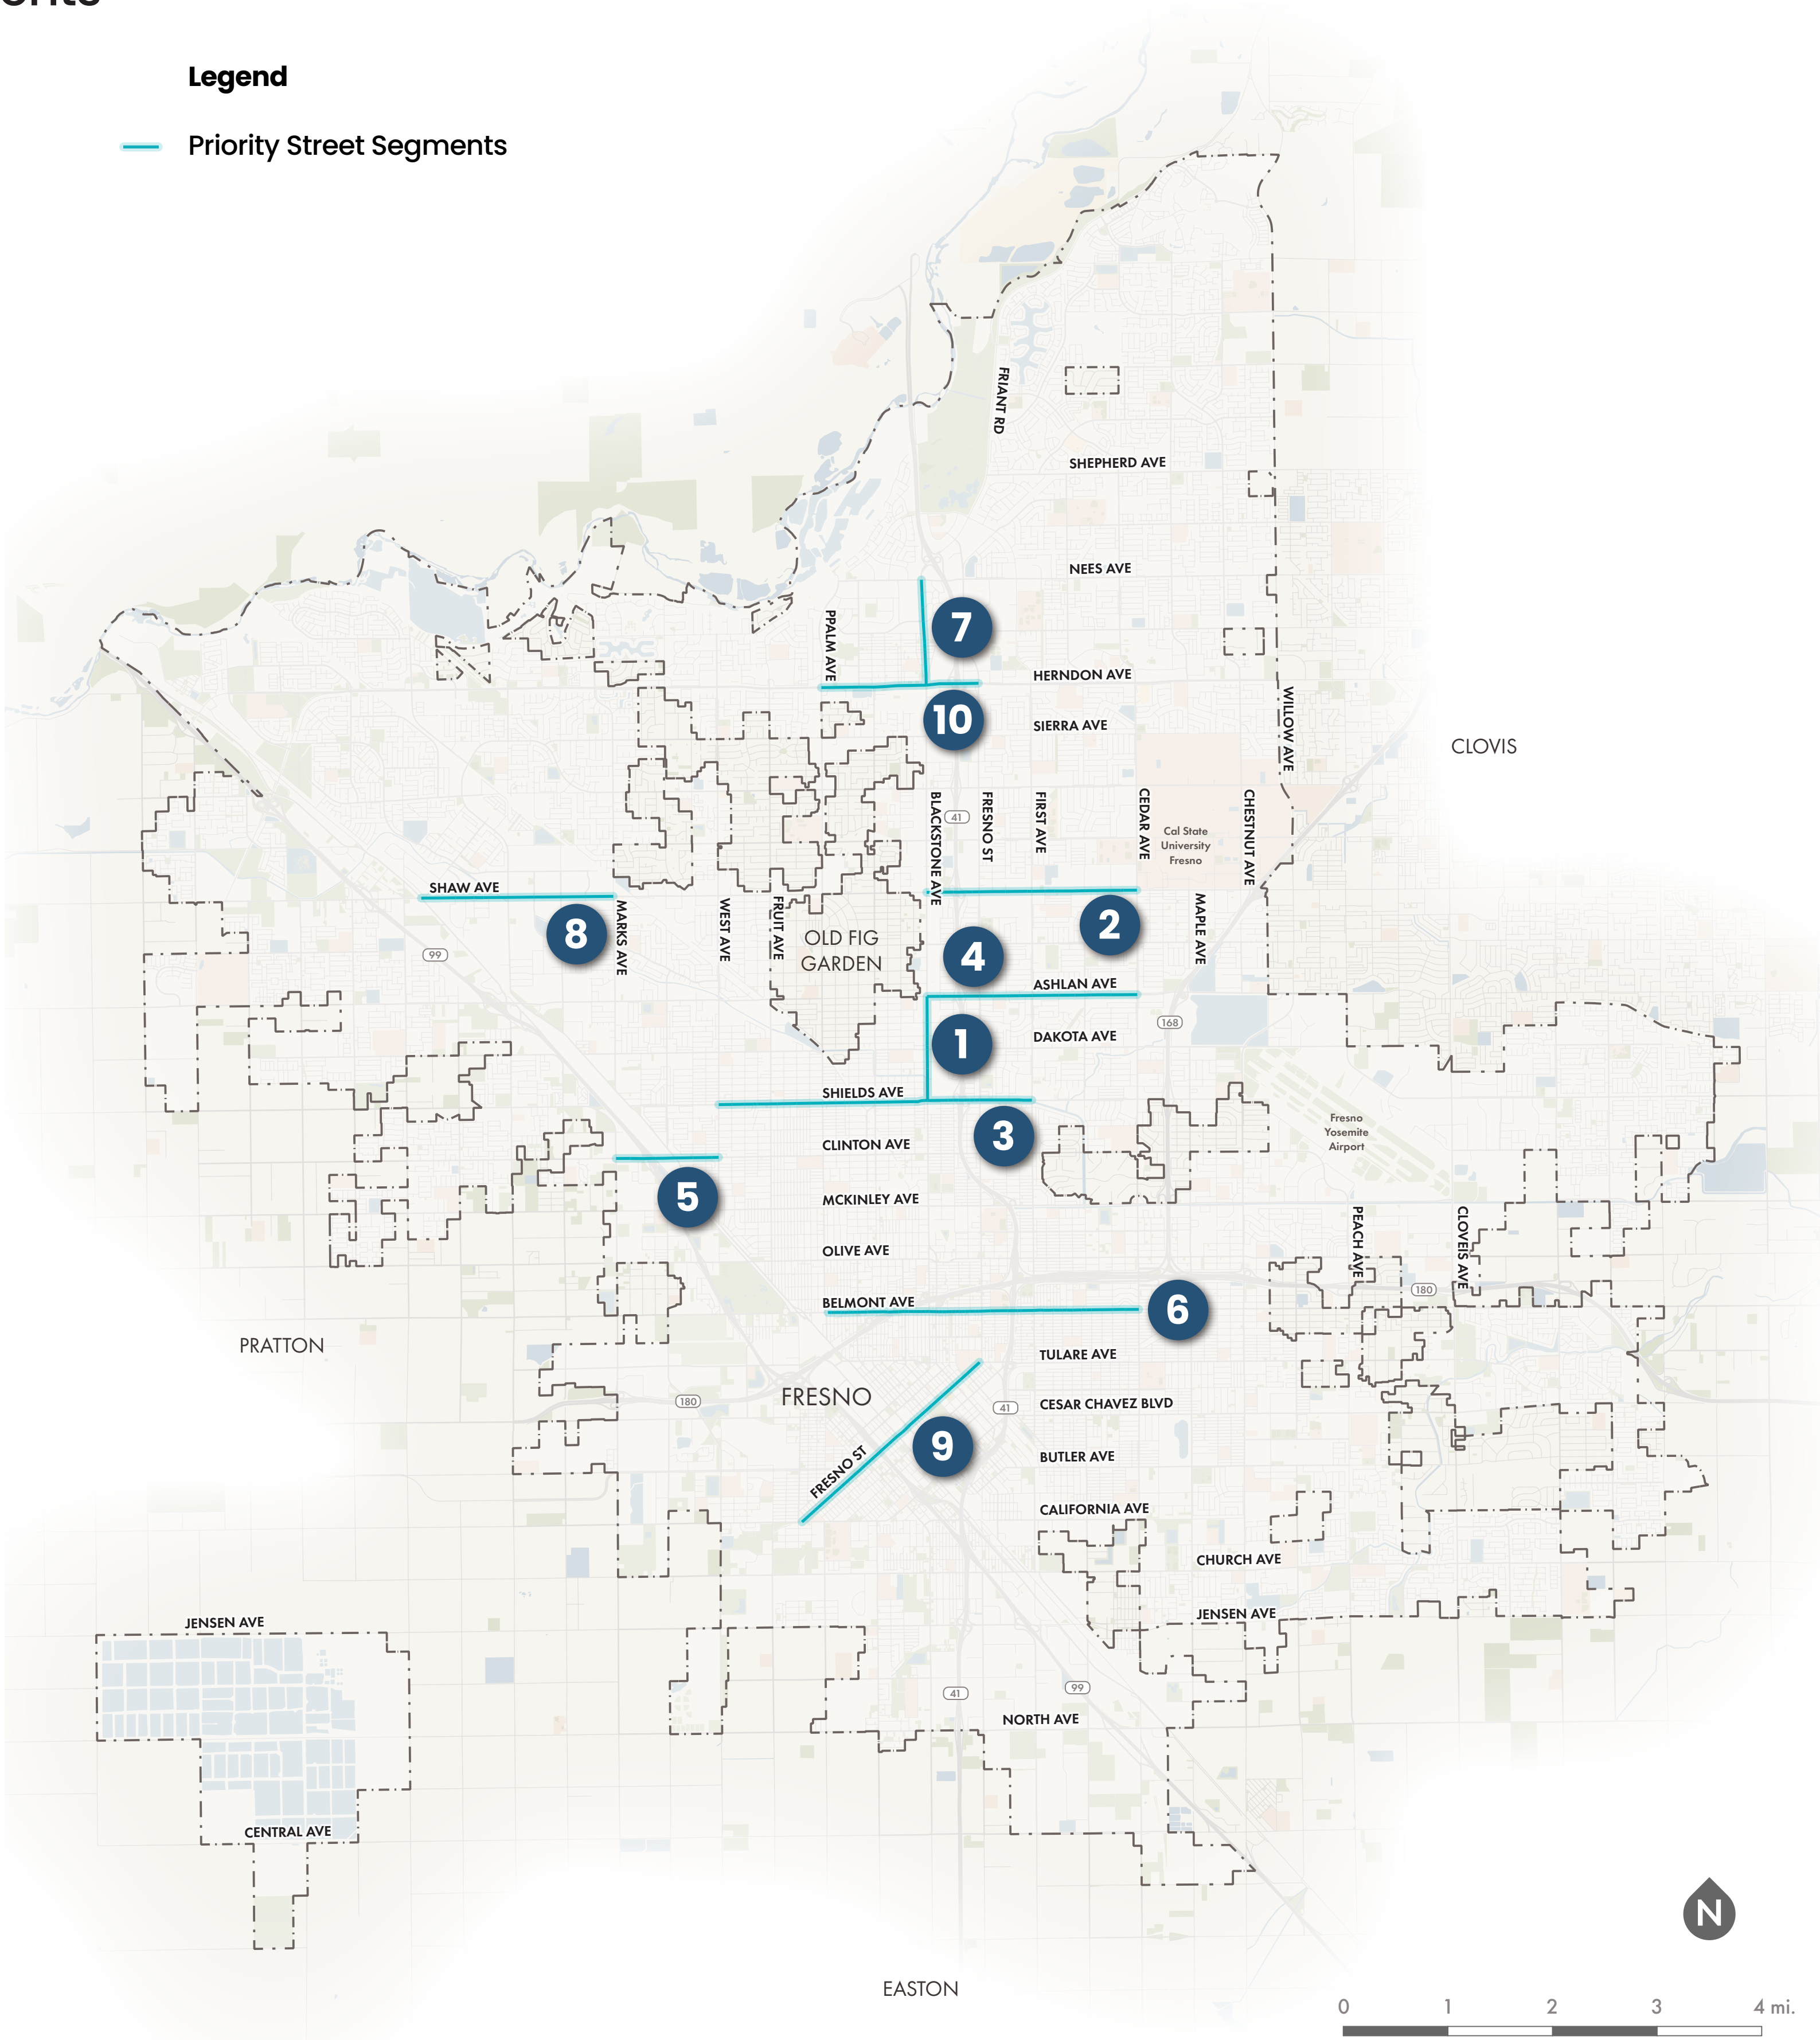 Legend
Priority Street Segments
FRIANT RD
SHEPHERD AVE
NEES AVE
PPALM AVE
7
HERNDON AVE
10
SIERRA AVE
WILLOW AVE
CLOVIS
BLACKSTONE AVE
41
FRESNO ST
FIRST AVE
CEDAR AVE
Cal State
University
Fresno
CHESTNUT AVE
SHAW AVE
8
MARKS AVE
WEST AVE
FRUIT AVE
OLD FIG
GARDEN
2
MAPLE AVE
4
99
ASHLAN AVE
168
1
DAKOTA AVE
SHIELDS AVE
3
Fresno
Yosemite
Airport
CLINTON AVE
5
MCKINLEY AVE
PEACH AVE
CLOVEIS AVE
OLIVE AVE
180
BELMONT AVE
6
PRATTON
TULARE AVE
FRESNO
180
41
CESAR CHAVEZ BLVD
9
FRESNO ST
BUTLER AVE
CALIFORNIA AVE
CHURCH AVE
JENSEN AVE
JENSEN AVE
41
99
NORTH AVE
CENTRAL AVE
N
EASTON
0 1 2 3 4 mi.